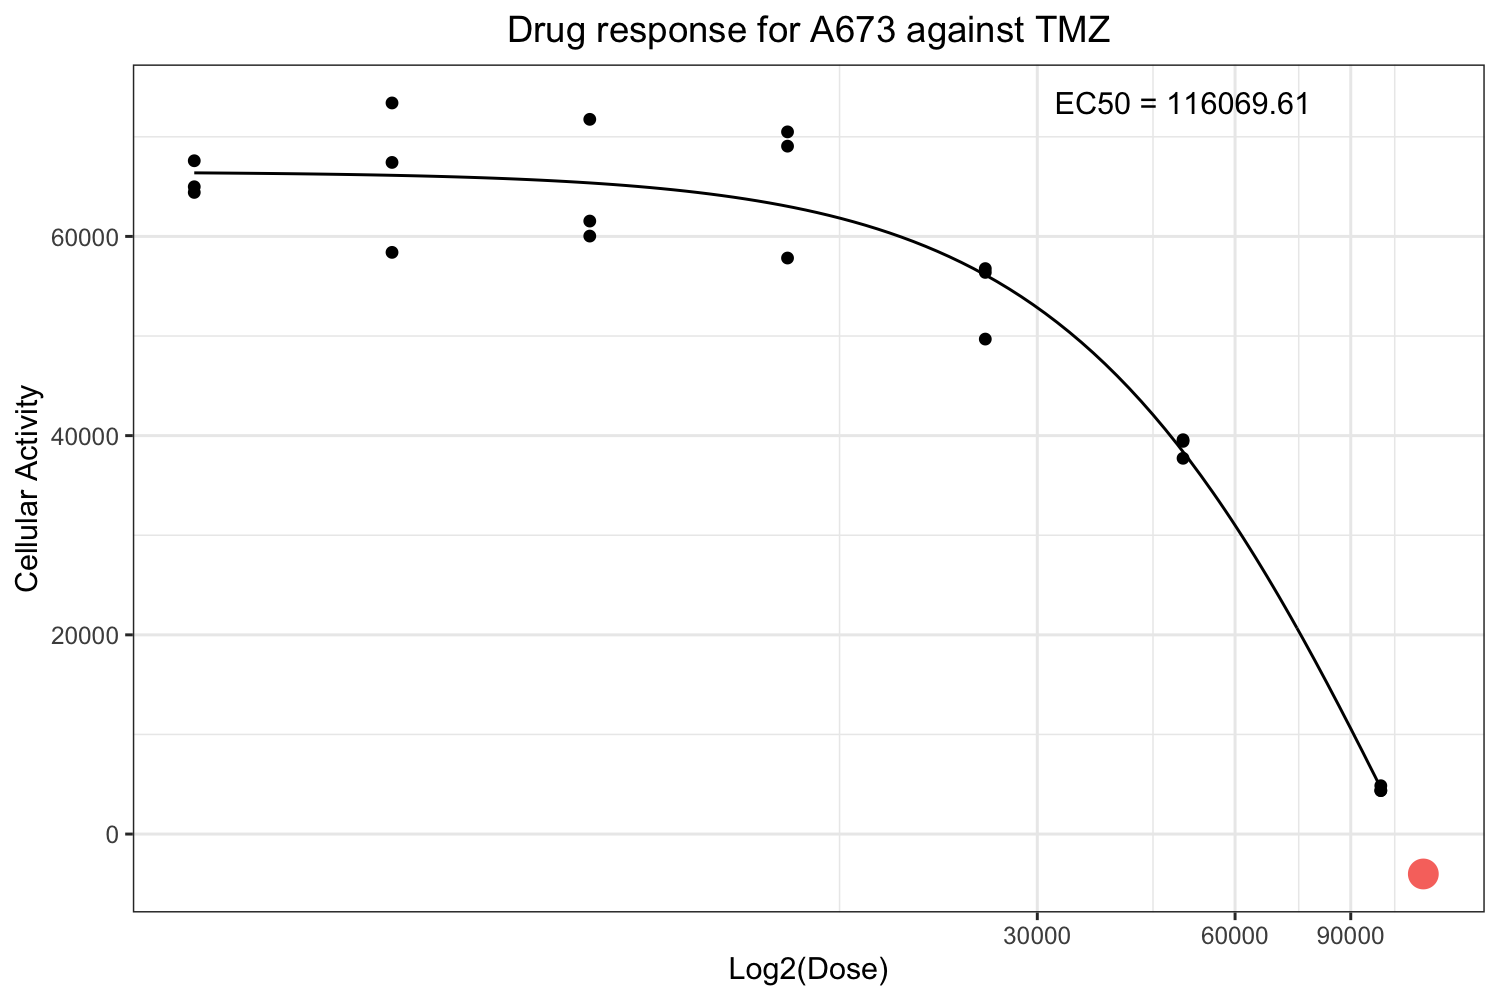 Drug response for A673 against TMZ
EC50 = 116069.61
Cellular Activity
60000
40000
20000
0
30000 60000 90000
Log2(Dose)